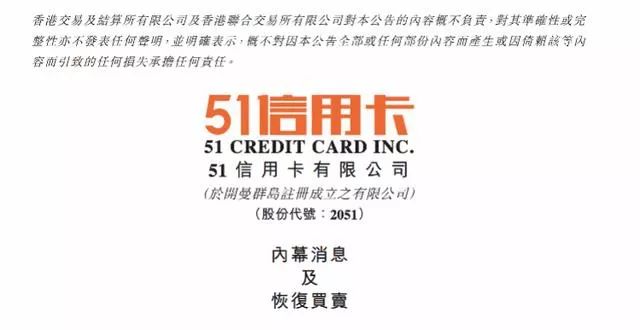 香港交易及結算所有限公司及香港聯合交易所有限公司對本公告的內容概不負責，對其準確性或完
整性亦不發表任何聲明，並明確表示，概不對因本公告全部或任何部份內容而產生或因倚賴該等內
容而引致的任何損失承擔任何責任。
51信用卡
51 CREDIT CARD INC.
51 信用卡有限公司
(於開曼群島註冊成立之有限公司)
(股份代號：2051)
內幕消息
及
恢復買賣